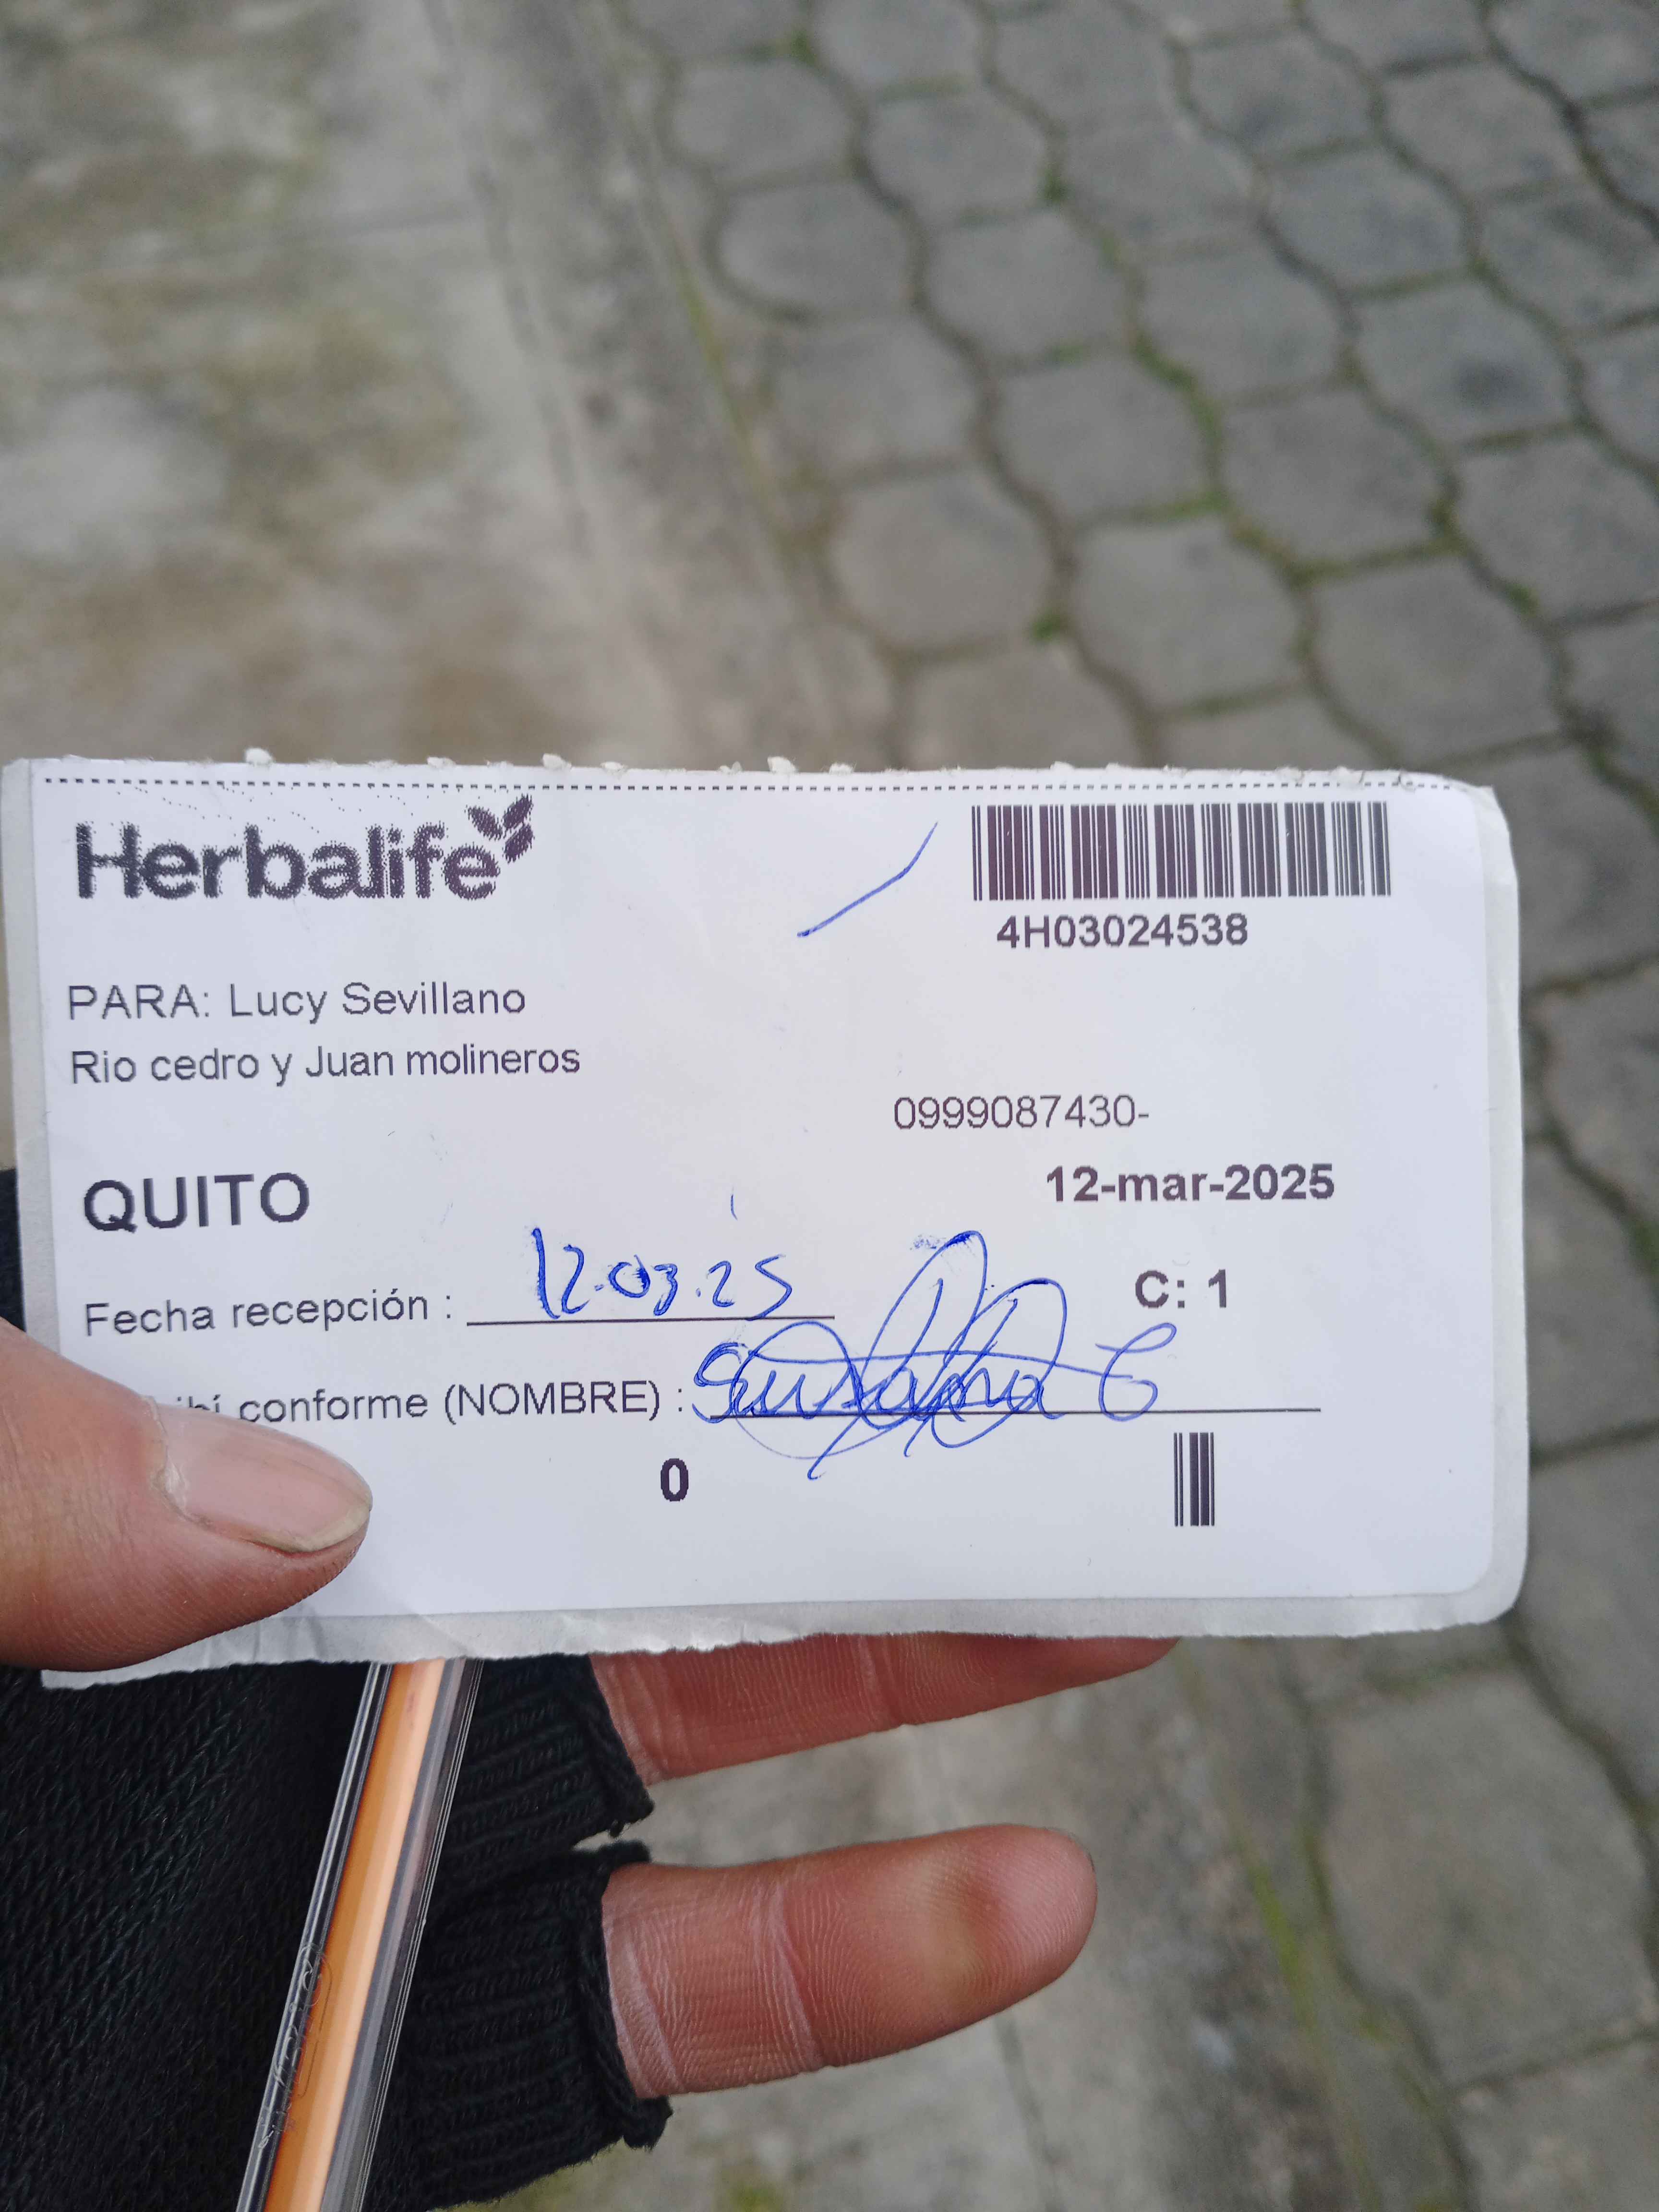 Herbalife
4H03024538
PARA: Lucy Sevillano
Rio cedro y Juan molineros
0999087430-
QUITO
12-mar-2025
Fecha recepción : 12.03.25
C: 1
conforme (NOMBRE) :
0